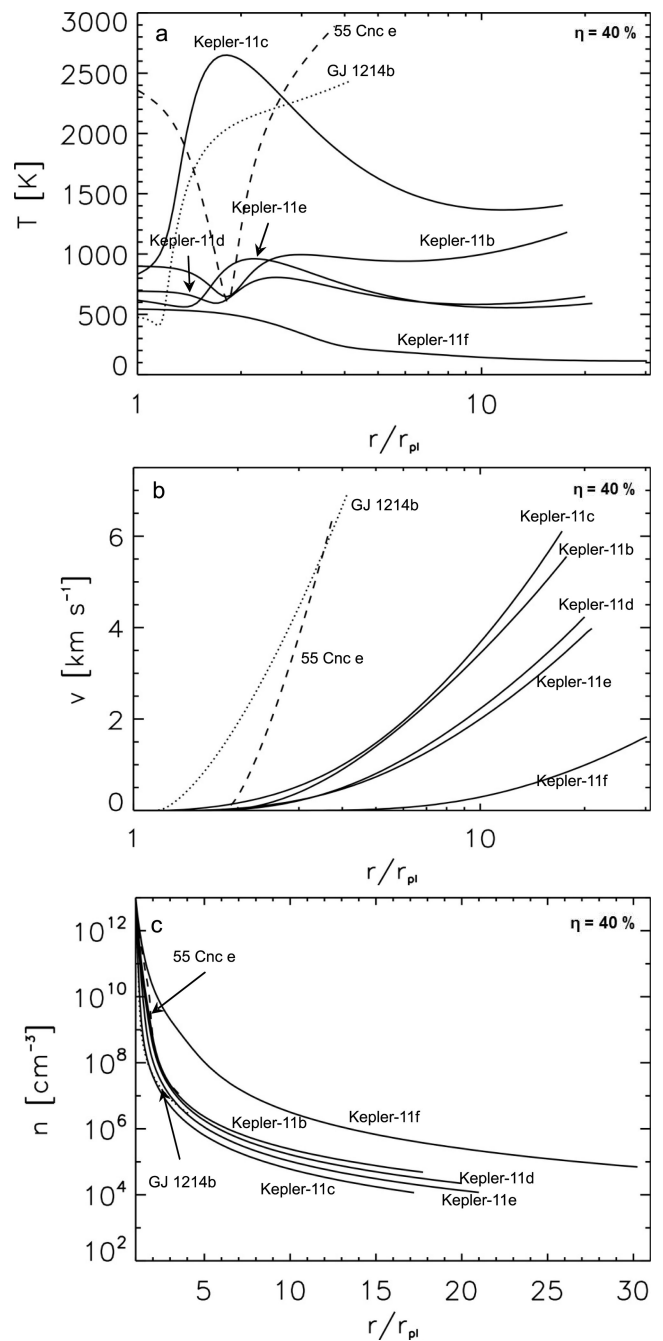 a
η = 40 %
55 Cnc e
Kepler-11c
GJ 1214b
Kepler-11e
Kepler-11d
Kepler-11b
Kepler-11f
3000
2500
2000
1500
1000
500
0
T [K]
1
10
r/r_pl
b
η = 40 %
GJ 1214b
Kepler-11c
Kepler-11b
Kepler-11d
55 Cnc e
Kepler-11e
Kepler-11f
6
4
2
0
v [km s⁻¹]
1
10
r/r_pl
c
η = 40 %
55 Cnc e
Kepler-11f
Kepler-11b
Kepler-11d
GJ 1214b
Kepler-11c
Kepler-11e
10¹²
10¹⁰
10⁸
10⁶
10⁴
10²
n [cm⁻³]
5 10 15 20 25 30
r/r_pl